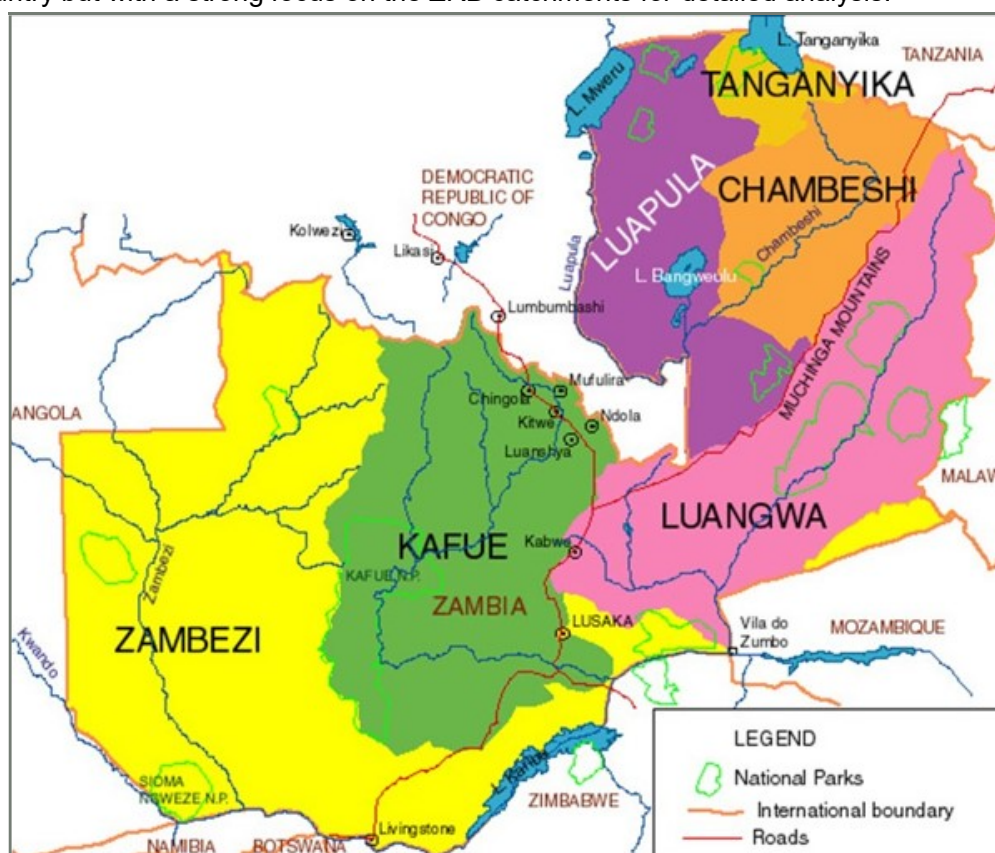 L. Tanganyika
TANZANIA
TANGANYIKA
L. Mweru
DEMOCRATIC
REPUBLIC OF
CONGO
CHAMBESHI
LUAPULA
Kolwezi
Chambeshi
Likasi
Luapula
L. Bangweulu
Lumbumbashi
MUCHINGA MOUNTAINS
Mufulira
Chingola
ANGOLA
Kitwe
Ndola
Luanshya
MALAW
LUANGWA
KAFUE
Kabwe
Zambezi
KAFUE N.P.
ZAMBIA
LUSAKA
Vila do
Zumbo
MOZAMBIQUE
ZAMBEZI
Kwando
LEGEND
National Parks
International boundary
Roads
SIOMA
NGWEZE N.P.
L. Kariba
ZIMBABWE
Livingstone
NAMIBIA
BOTSWANA